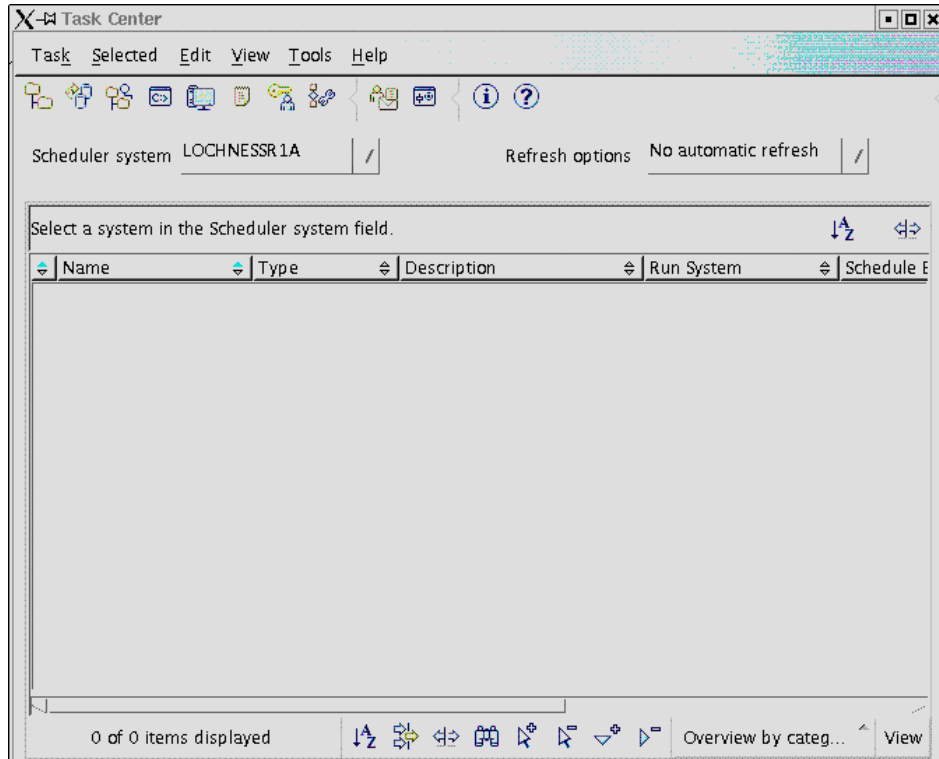 Task Center
Task Selected Edit View Tools Help
Scheduler system LOCHNESSR1A Refresh options No automatic refresh
Select a system in the Scheduler system field.
Name Type Description Run System Schedule E
0 of 0 items displayed Overview by categ... View